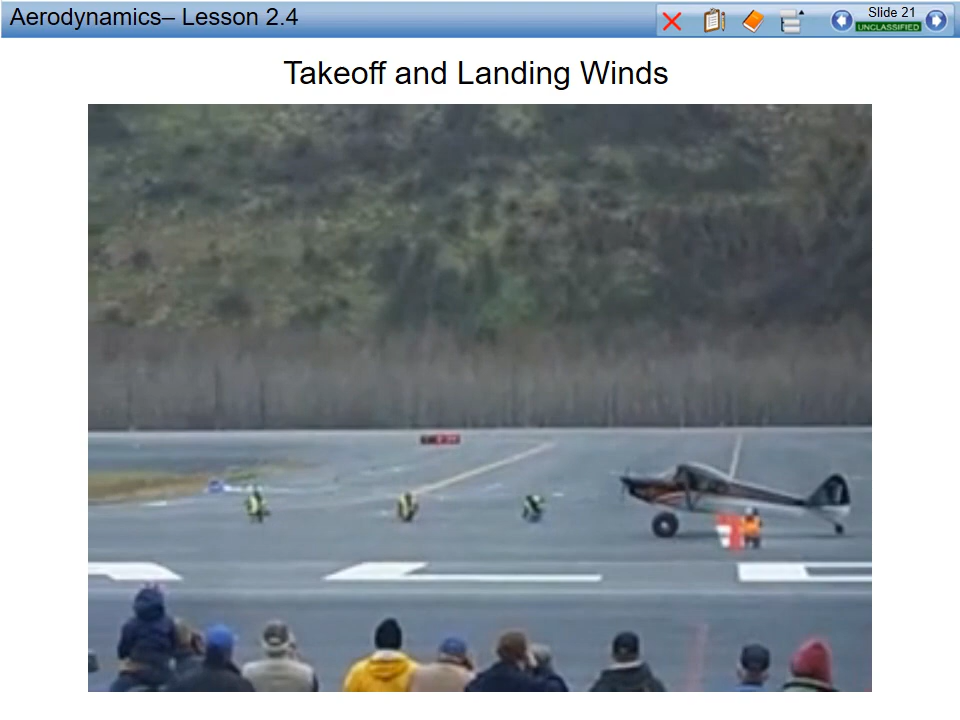 Aerodynamics– Lesson 2.4
Slide 21
UNCLASSIFIED
Takeoff and Landing Winds